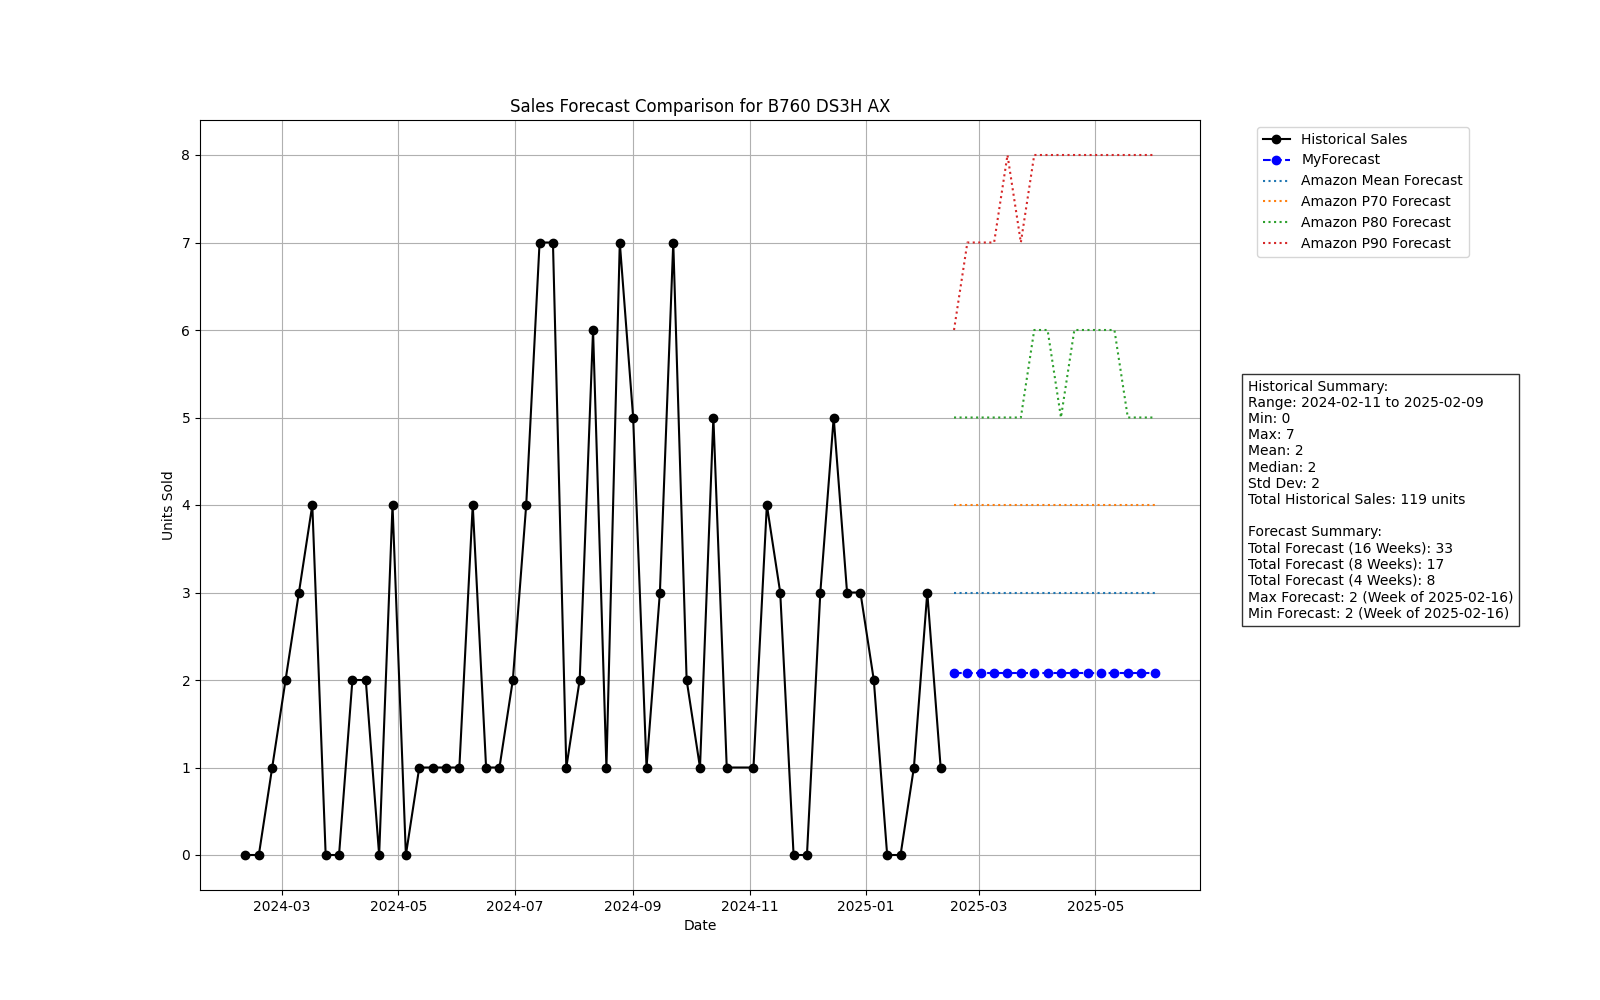 Sales Forecast Comparison for B760 DS3H AX
Units Sold
8
7
6
5
4
3
2
1
0
2024-03
2024-05
2024-07
2024-09
2024-11
2025-01
2025-03
2025-05
Date
Historical Sales
MyForecast
Amazon Mean Forecast
Amazon P70 Forecast
Amazon P80 Forecast
Amazon P90 Forecast
Historical Summary:
Range: 2024-02-11 to 2025-02-09
Min: 0
Max: 7
Mean: 2
Median: 2
Std Dev: 2
Total Historical Sales: 119 units
Forecast Summary:
Total Forecast (16 Weeks): 33
Total Forecast (8 Weeks): 17
Total Forecast (4 Weeks): 8
Max Forecast: 2 (Week of 2025-02-16)
Min Forecast: 2 (Week of 2025-02-16)